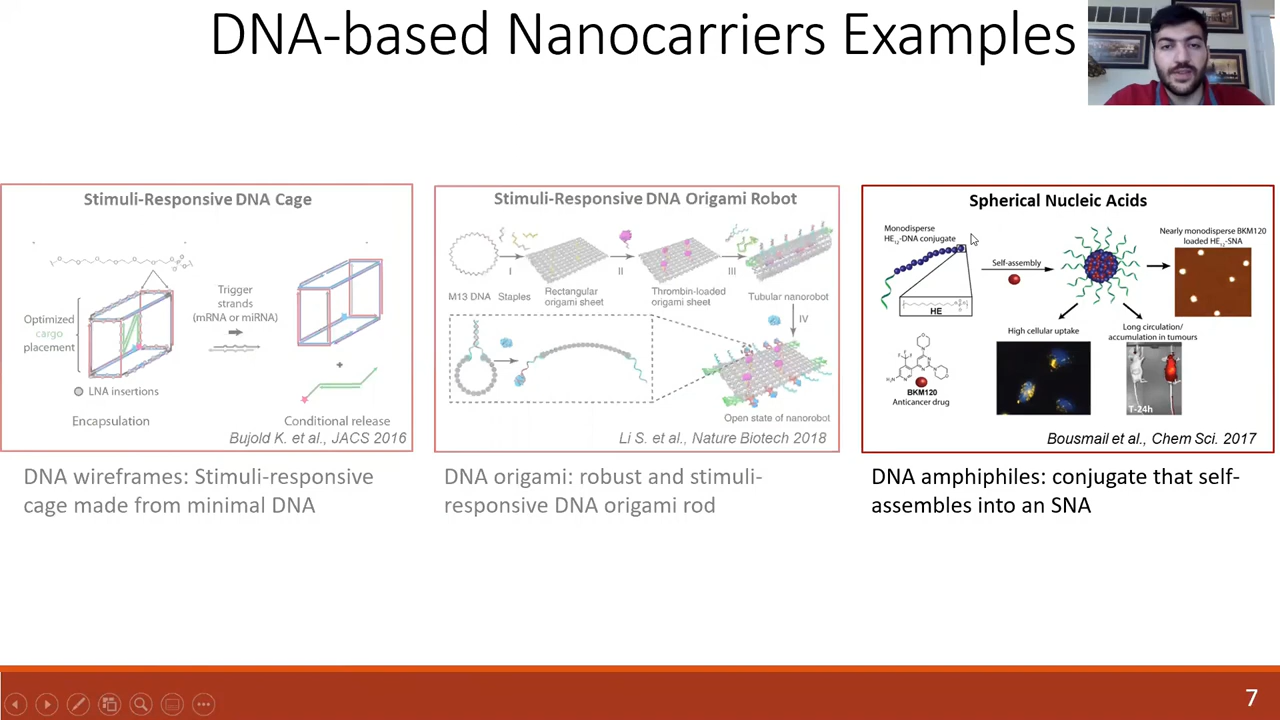 DNA-based Nanocarriers Examples
Stimuli-Responsive DNA Cage
Optimized
cargo
placement
Trigger
strands
(mRNA or miRNA)
LNA insertions
Encapsulation
Conditional release
Bujold K. et al., JACS 2016
DNA wireframes: Stimuli-responsive
cage made from minimal DNA
Stimuli-Responsive DNA Origami Robot
M13 DNA
Staples
I
Rectangular
origami sheet
II
Thrombin-loaded
origami sheet
III
Tubular nanorobot
IV
Open state of nanorobot
Li S. et al., Nature Biotech 2018
DNA origami: robust and stimuli-
responsive DNA origami rod
Spherical Nucleic Acids
Monodisperse
HE12-DNA conjugate
HE
Self-assembly
Nearly monodisperse BKM120
loaded HE12-SNA
High cellular uptake
Long circulation/
accumulation in tumours
BKM120
Anticancer drug
T-24h
Bousmail et al., Chem Sci. 2017
DNA amphiphiles: conjugate that self-
assembles into an SNA
7